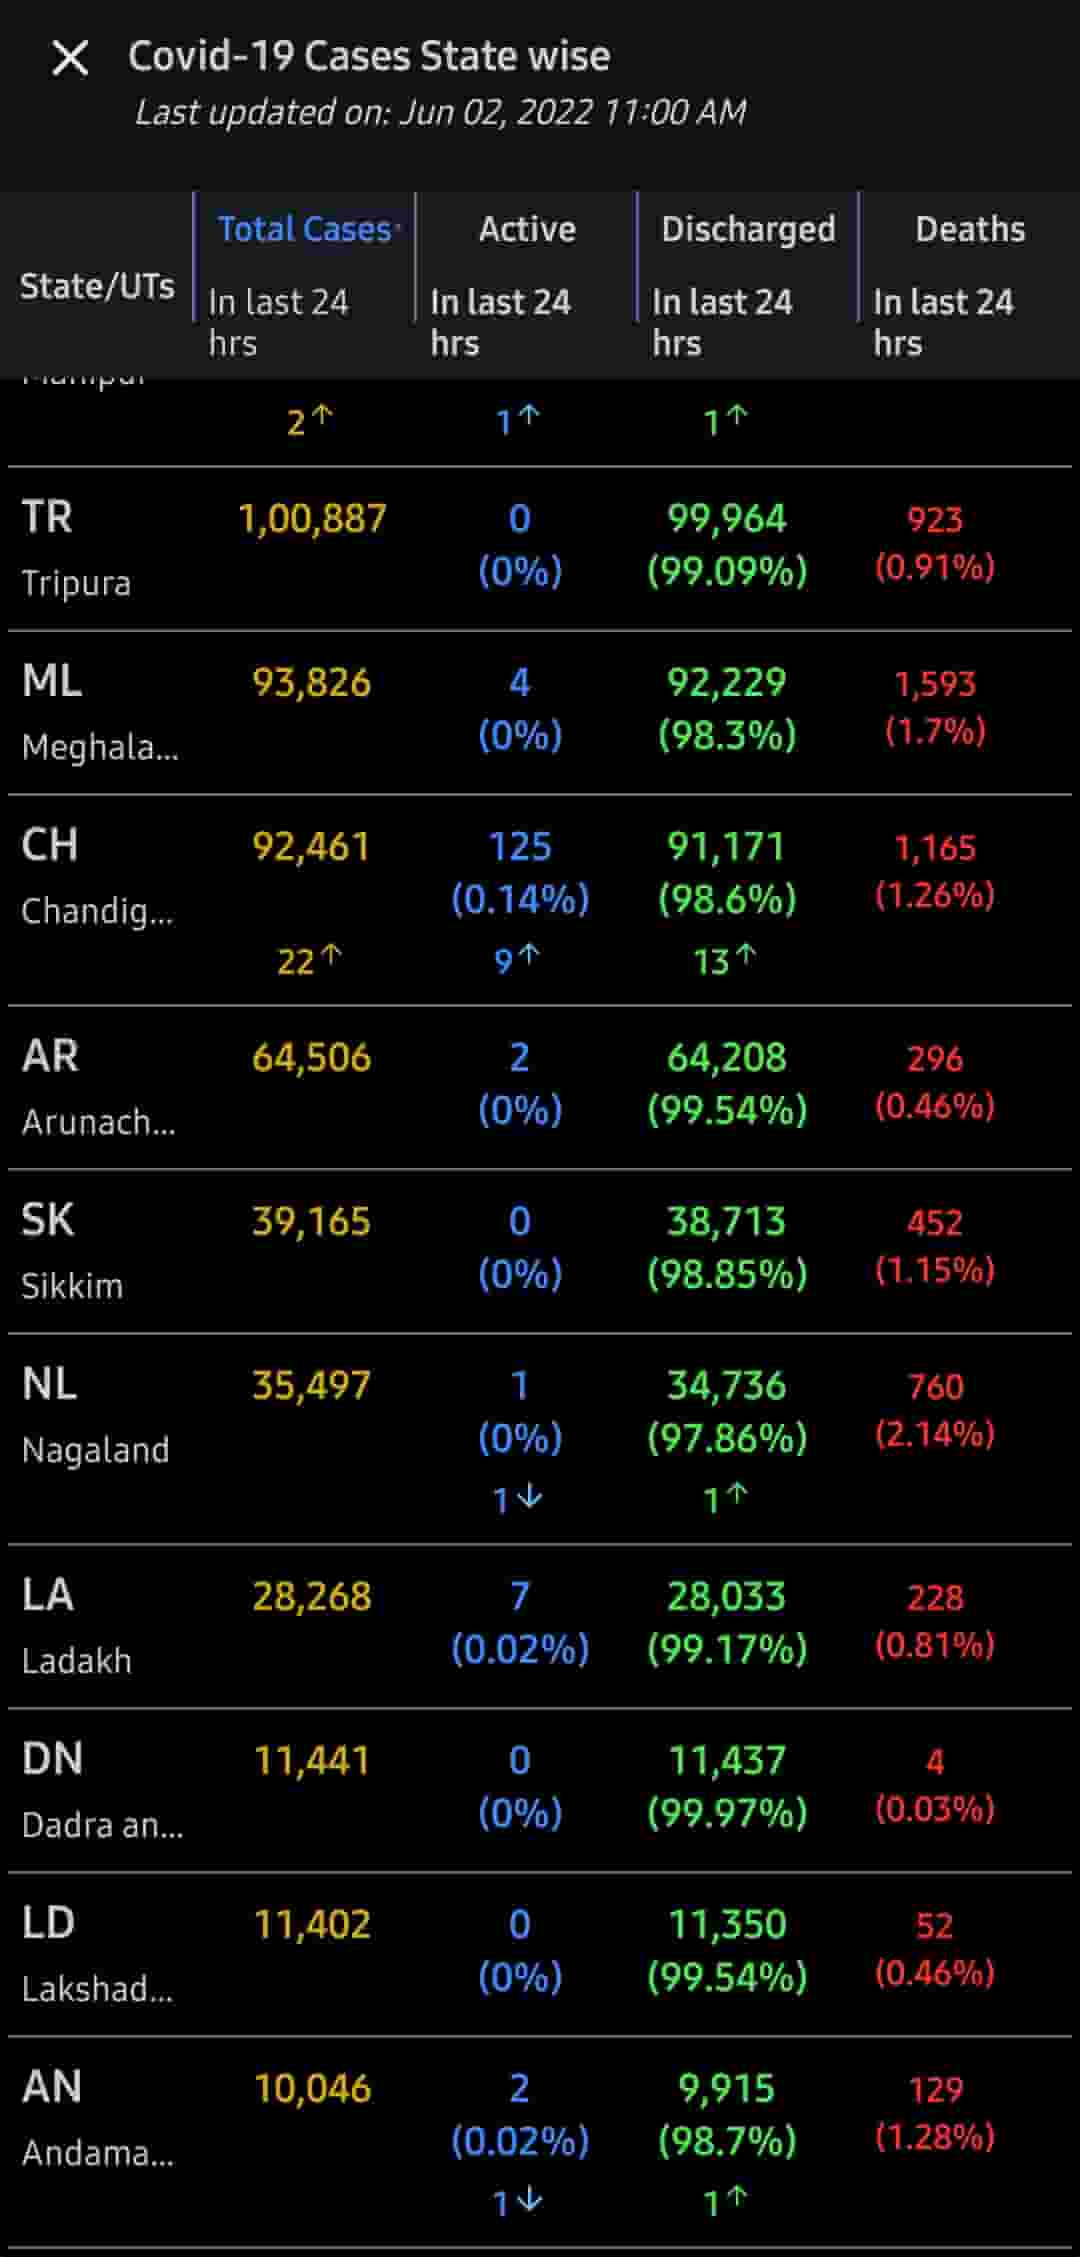 Covid-19 Cases State wise
Last updated on: Jun 02, 2022 11:00 AM
State/UTs
Total Cases
In last 24
hrs
Active
In last 24
hrs
Discharged
In last 24
hrs
Deaths
In last 24
hrs
Manipur
2↑ 1↑ 1↑
TR 1,00,887 0 99,964 923
(0%) (99.09%) (0.91%)
Tripura
ML 93,826 4 92,229 1,593
(0%) (98.3%) (1.7%)
Meghala...
CH 92,461 125 91,171 1,165
(0.14%) (98.6%) (1.26%)
Chandig...
22↑ 9↑ 13↑
AR 64,506 2 64,208 296
(0%) (99.54%) (0.46%)
Arunach...
SK 39,165 0 38,713 452
(0%) (98.85%) (1.15%)
Sikkim
NL 35,497 1 34,736 760
(0%) (97.86%) (2.14%)
Nagaland
1↓ 1↑
LA 28,268 7 28,033 228
(0.02%) (99.17%) (0.81%)
Ladakh
DN 11,441 0 11,437 4
(0%) (99.97%) (0.03%)
Dadra an...
LD 11,402 0 11,350 52
(0%) (99.54%) (0.46%)
Lakshad...
AN 10,046 2 9,915 129
(0.02%) (98.7%) (1.28%)
Andama...
1↓ 1↑